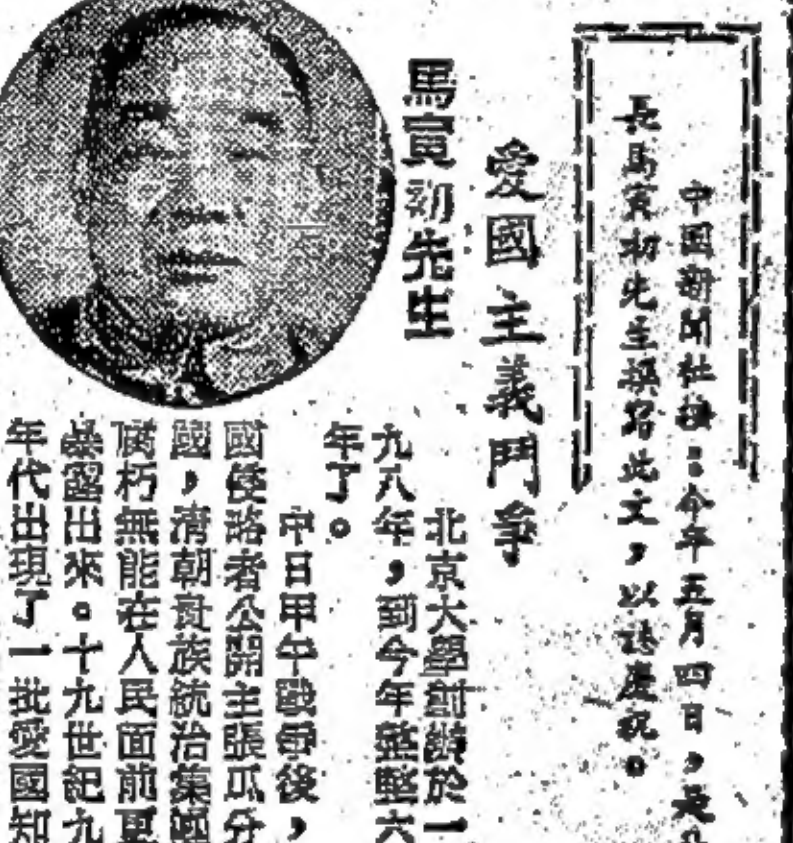 中国新聞社按：今年五月四日，是北
長馬寅初先生撰寫此文，以誌慶祝。
愛國主義鬥爭
馬寅初先生
北京大學創辦於一
九八年，到今年整整六
年了。
中日甲午戰爭後，
國侵略者公開主張瓜分
國，清朝貴族統治集團
腐朽無能在人民面前更
暴露出來。十九世紀九
年代出現了一批愛國知